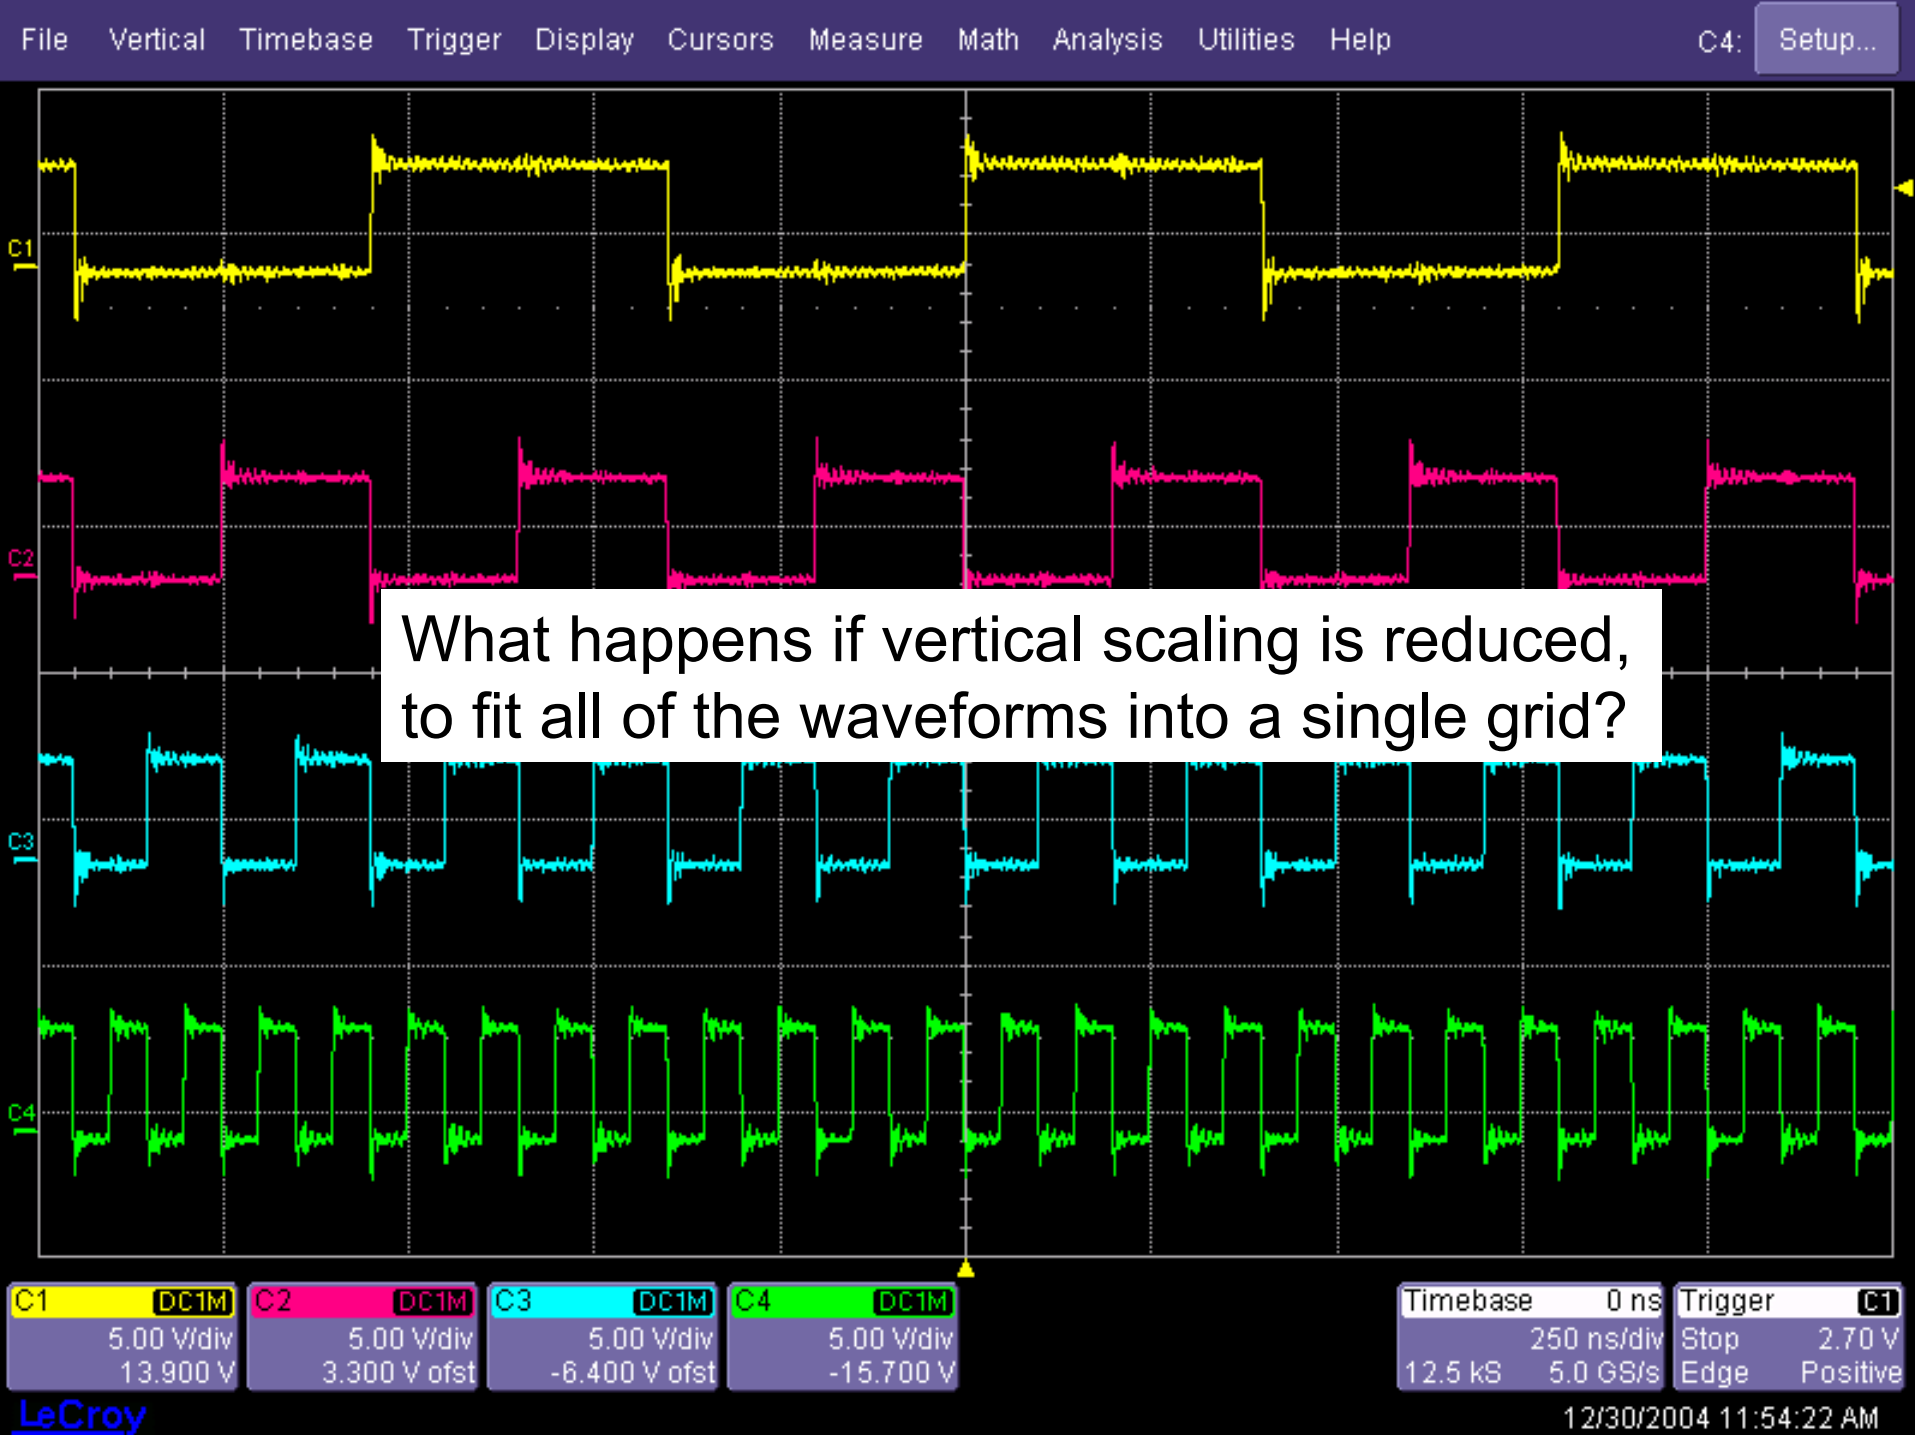 File Vertical Timebase Trigger Display Cursors Measure Math Analysis Utilities Help C4: Setup...
C1
C2
What happens if vertical scaling is reduced,
to fit all of the waveforms into a single grid?
C3
C4
C1 DC1M C2 DC1M C3 DC1M C4 DC1M Timebase 0 ns Trigger C1
5.00 V/div 5.00 V/div 5.00 V/div 5.00 V/div 250 ns/div Stop 2.70 V
13.900 V 3.300 V ofst -6.400 V ofst -15.700 V 12.5 kS 5.0 GS/s Edge Positive
LeCroy 12/30/2004 11:54:22 AM